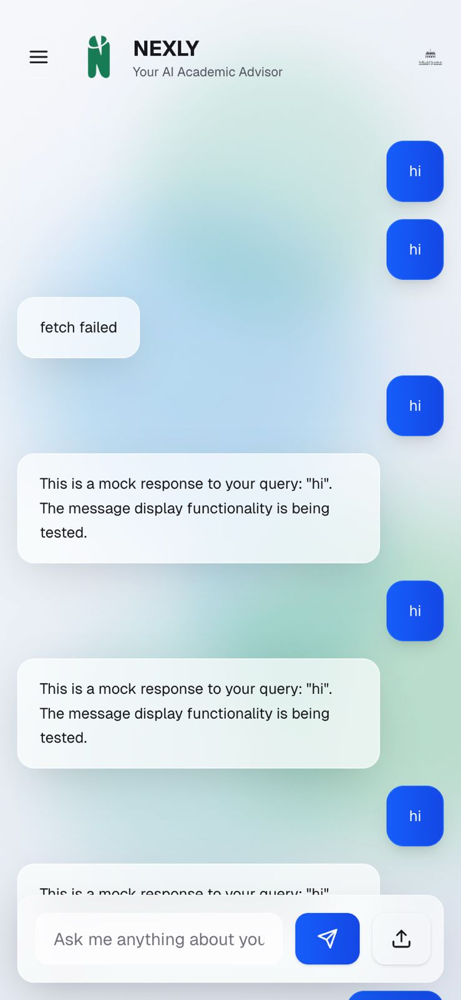 NEXLY
Your AI Academic Advisor
hi
hi
fetch failed
hi
This is a mock response to your query: "hi".
The message display functionality is being
tested.
hi
This is a mock response to your query: "hi".
The message display functionality is being
tested.
hi
This is a mock response to your query: "hi"
Ask me anything about you